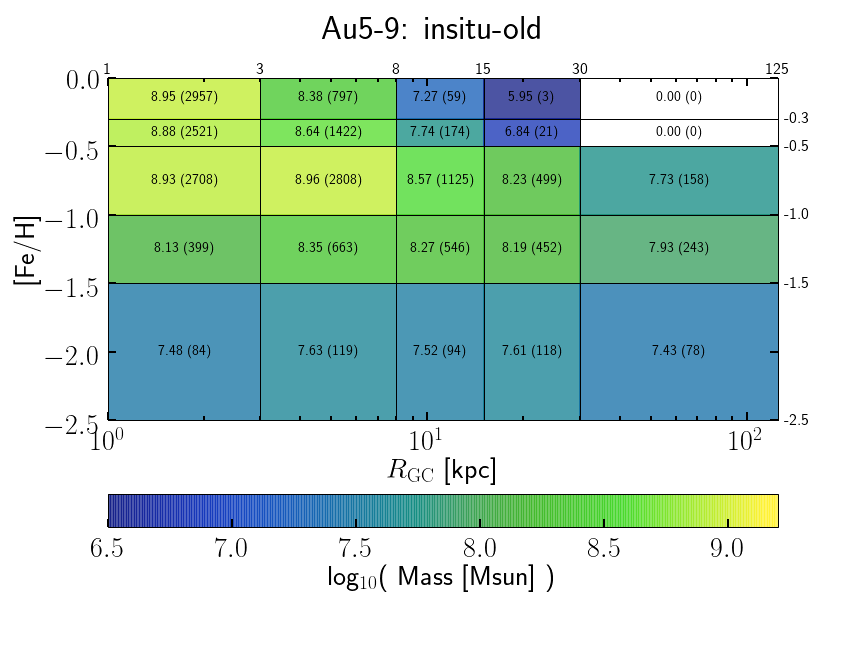 Au5-9: insitu-old
1 3 8 15 30 125
0.0 8.95 (2957) 8.38 (797) 7.27 (59) 5.95 (3) 0.00 (0)
-0.3
8.88 (2521) 8.64 (1422) 7.74 (174) 6.84 (21) 0.00 (0)
−0.5 -0.5
8.93 (2708) 8.96 (2808) 8.57 (1125) 8.23 (499) 7.73 (158)
−1.0 -1.0
[Fe/H]
8.13 (399) 8.35 (663) 8.27 (546) 8.19 (452) 7.93 (243)
−1.5 -1.5
7.48 (84) 7.63 (119) 7.52 (94) 7.61 (118) 7.43 (78)
−2.0
−2.5 -2.5
10⁰ 10¹ 10²
R_GC [kpc]
6.5 7.0 7.5 8.0 8.5 9.0
log₁₀( Mass [Msun] )